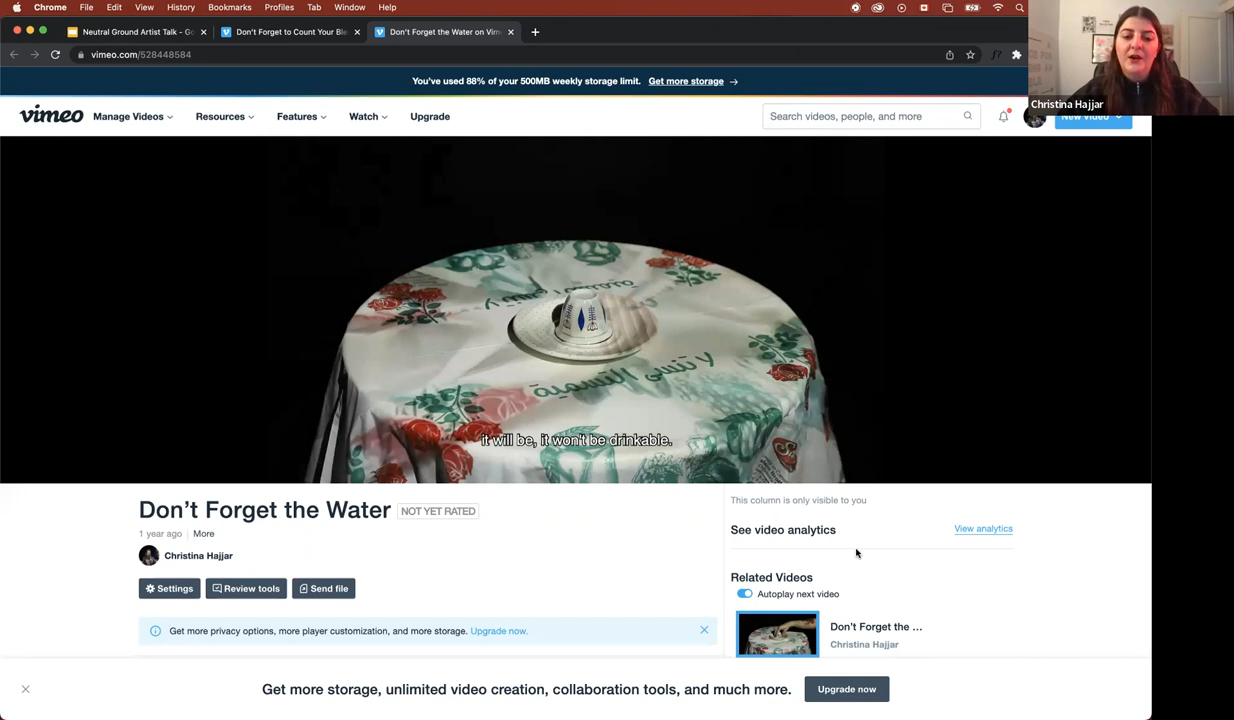 Chrome File Edit View History Bookmarks Profiles Tab Window Help
Neutral Ground Artist Talk - Go
Don't Forget to Count Your Ble
Don't Forget the Water on Vim
vimeo.com/528448584
Christina Hajjar
You've used 88% of your 500MB weekly storage limit. Get more storage →
vimeo Manage Videos Resources Features Watch Upgrade
Search videos, people, and more
New video
لا تنسى
it will be, it won't be drinkable.
Don't Forget the Water NOT YET RATED
1 year ago More
Christina Hajjar
Settings Review tools Send file
Get more privacy options, more player customization, and more storage. Upgrade now.
This column is only visible to you
See video analytics View analytics
Related Videos
Autoplay next video
Don't Forget the ...
Christina Hajjar
Get more storage, unlimited video creation, collaboration tools, and much more. Upgrade now